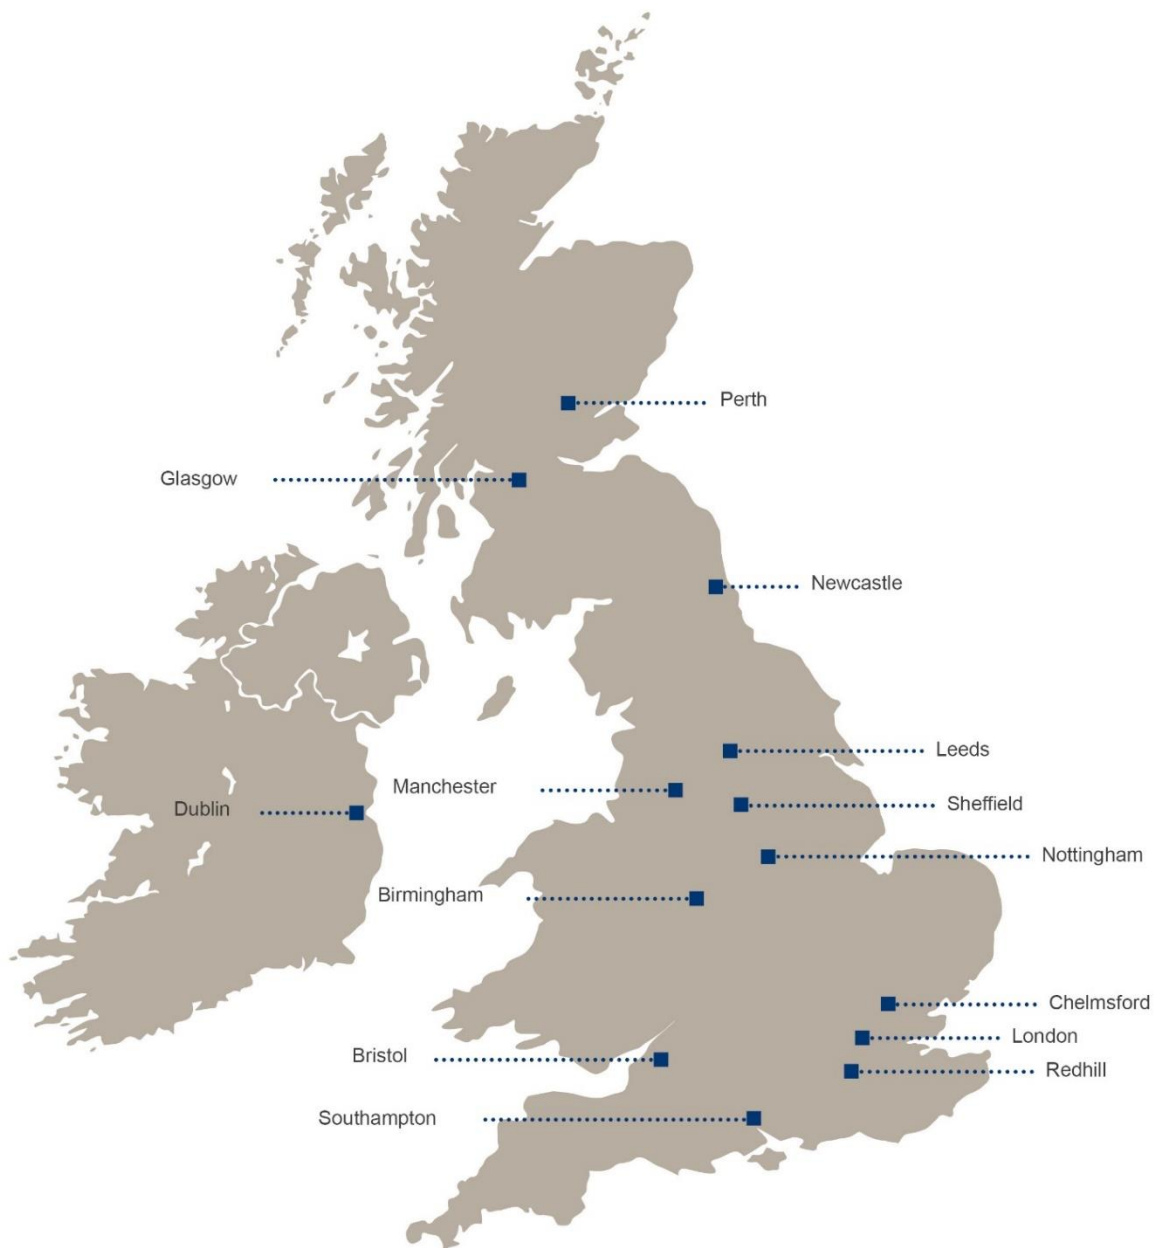 Perth
Glasgow
Newcastle
Leeds
Manchester
Sheffield
Dublin
Nottingham
Birmingham
Chelmsford
London
Bristol
Redhill
Southampton